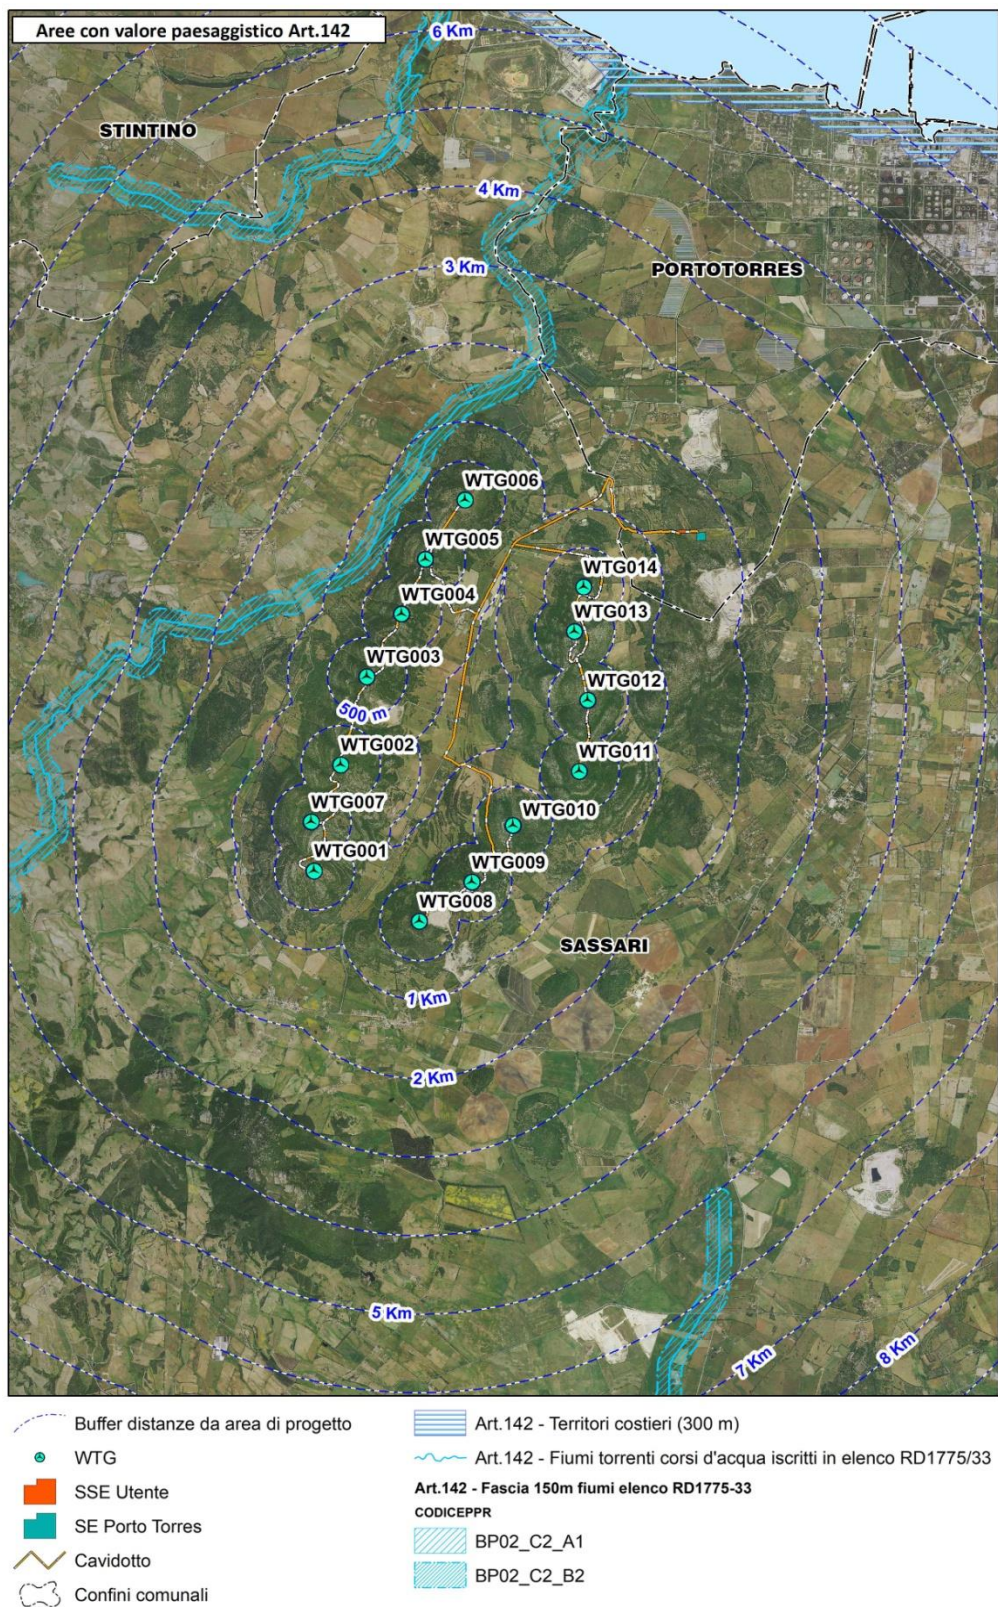 Aree con valore paesaggistico Art.142
6 Km
STINTINO
4 Km
3 Km
PORTOTORRES
WTG006
WTG005
WTG014
WTG004
WTG013
WTG003
WTG012
500 m
WTG002
WTG011
WTG007
WTG010
WTG001
WTG009
WTG008
SASSARI
1 Km
2 Km
5 Km
7 Km
8 Km
Buffer distanze da area di progetto
WTG
SSE Utente
SE Porto Torres
Cavidotto
Confini comunali
Art.142 - Territori costieri (300 m)
Art.142 - Fiumi torrenti corsi d'acqua iscritti in elenco RD1775/33
Art.142 - Fascia 150m fiumi elenco RD1775-33
CODICEPPR
BP02_C2_A1
BP02_C2_B2